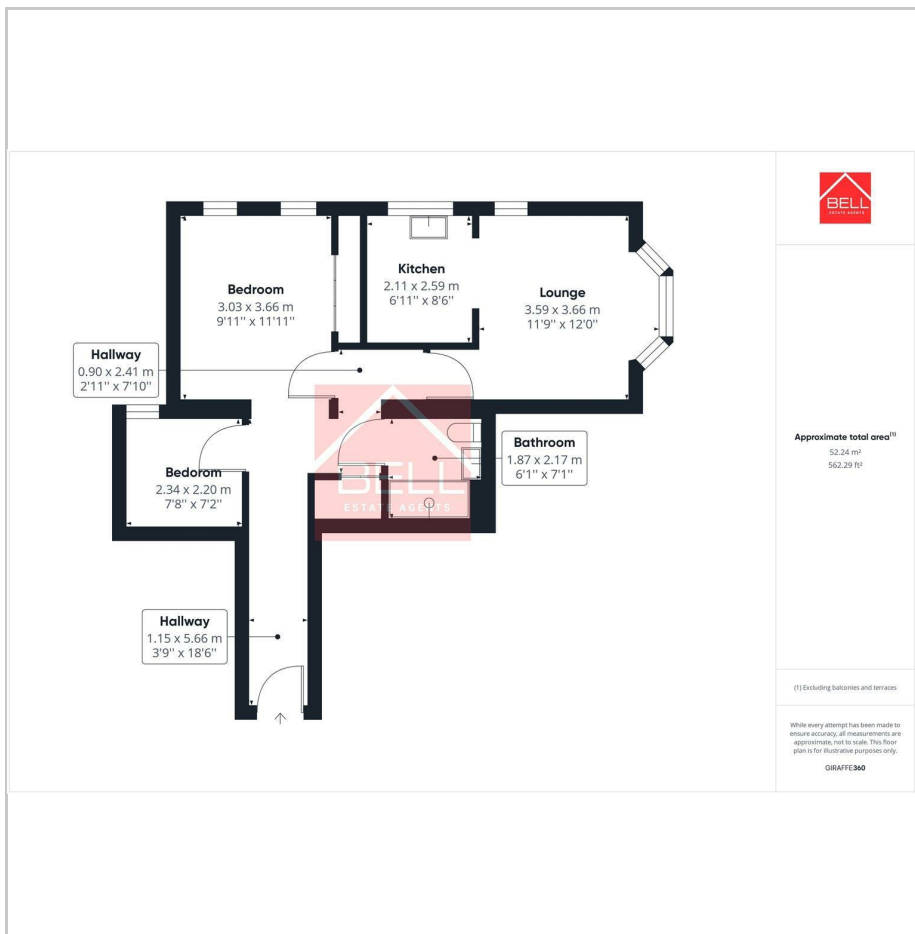 Bedroom
3.03 x 3.66 m
9'11'' x 11'11''
Kitchen
2.11 x 2.59 m
6'11'' x 8'6''
Lounge
3.59 x 3.66 m
11'9'' x 12'0''
Hallway
0.90 x 2.41 m
2'11'' x 7'10''
Bedorom
2.34 x 2.20 m
7'8'' x 7'2''
Bathroom
1.87 x 2.17 m
6'1'' x 7'1''
BELL
ESTATE AGENTS
Hallway
1.15 x 5.66 m
3'9'' x 18'6''
BELL
ESTATE AGENTS
Approximate total area(1)
52.24 m²
562.29 ft²
(1) Excluding balconies and terraces
While every attempt has been made to
ensure accuracy, all measurements are
approximate, not to scale. This floor
plan is for illustrative purposes only.
GIRAFFE360